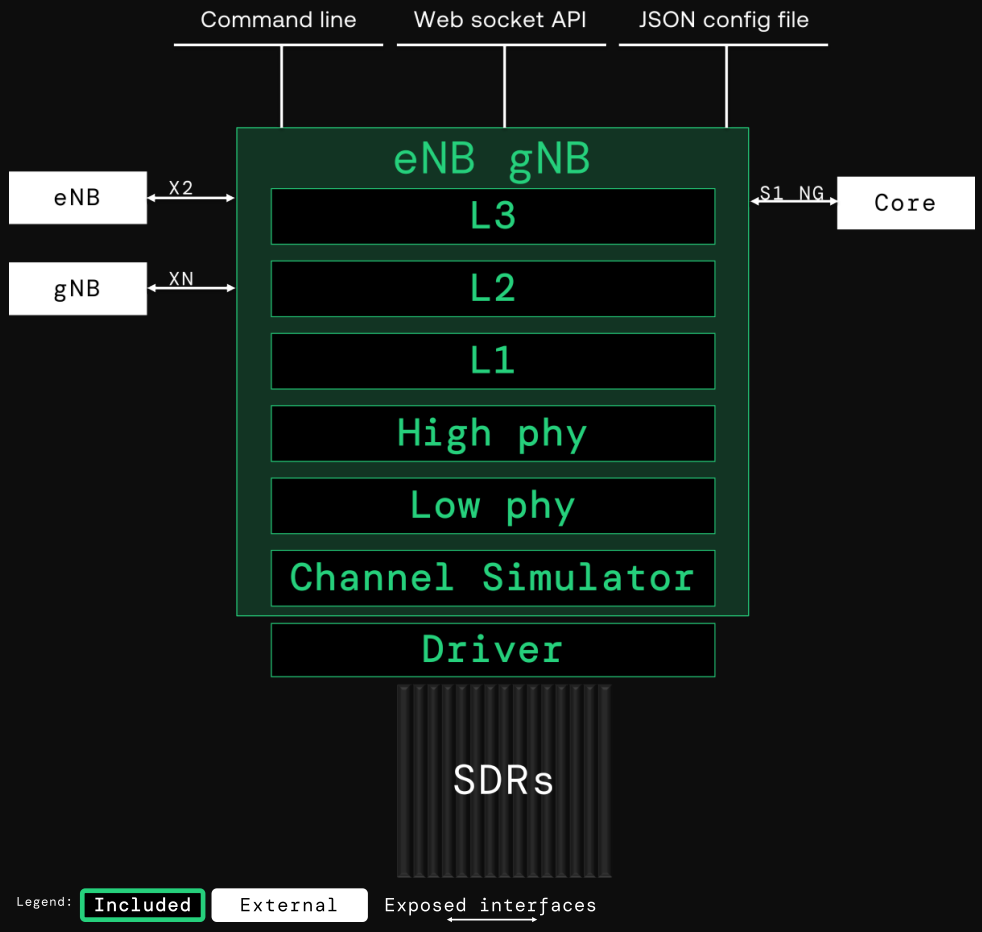 Command line
Web socket API
JSON config file
eNB gNB
eNB
X2
S1 NG
Core
L3
gNB
XN
L2
L1
High phy
Low phy
Channel Simulator
Driver
SDRs
Legend:
Included
External
Exposed interfaces